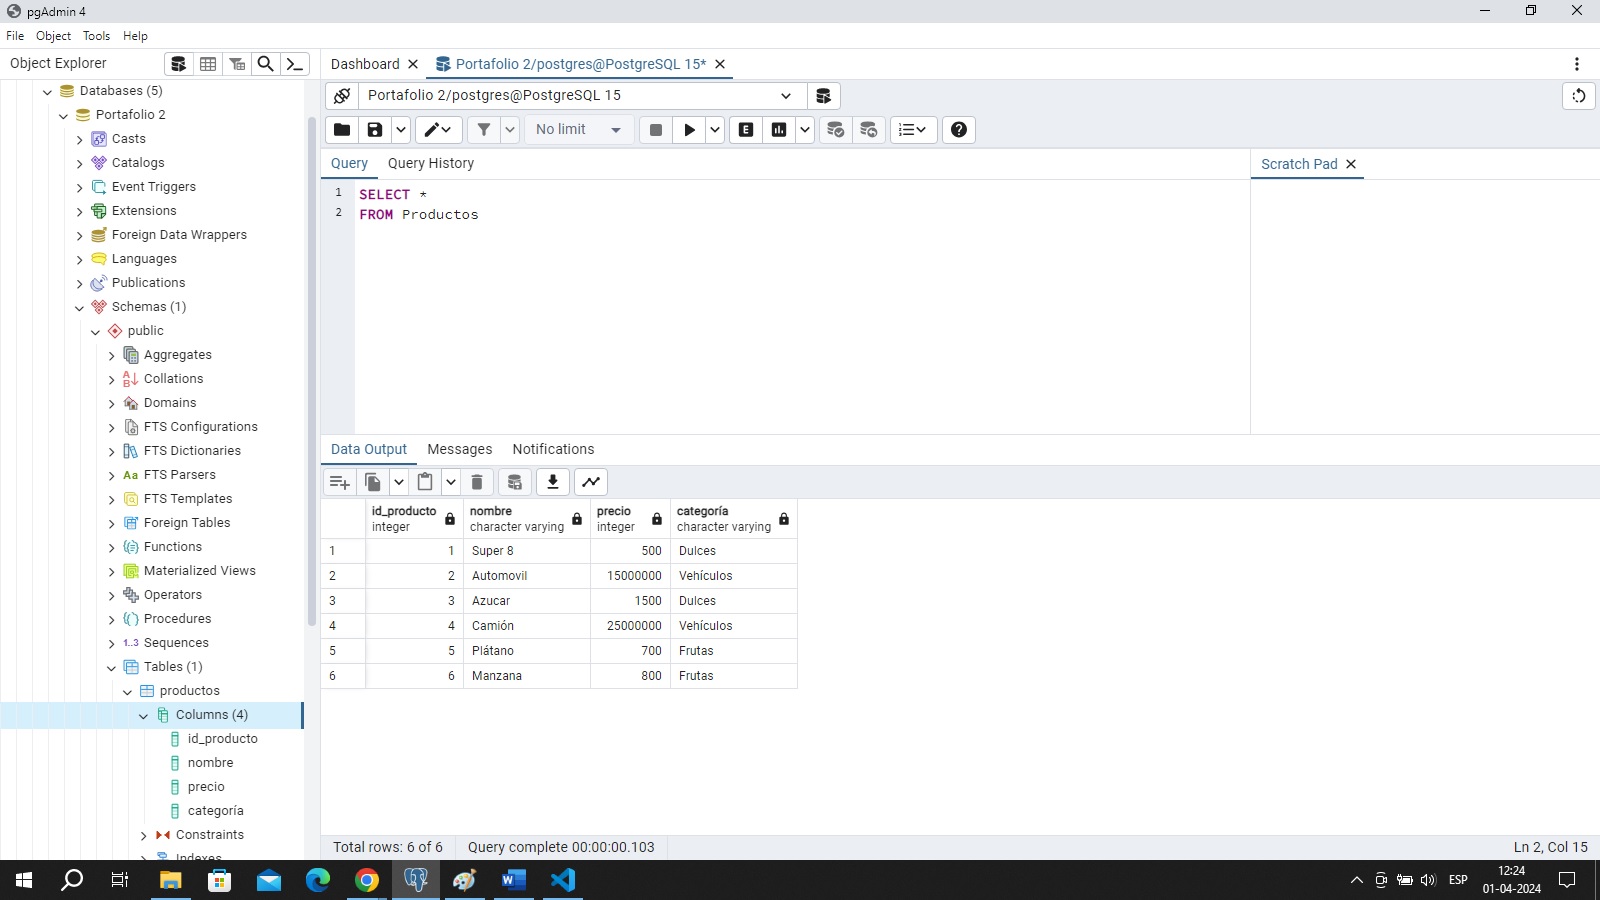 pgAdmin 4
File Object Tools Help
Object Explorer
Dashboard
Portafolio 2/postgres@PostgreSQL 15*
Databases (5)
Portafolio 2
Casts
Catalogs
Event Triggers
Extensions
Foreign Data Wrappers
Languages
Publications
Schemas (1)
public
Aggregates
Collations
Domains
FTS Configurations
FTS Dictionaries
Aa FTS Parsers
FTS Templates
Foreign Tables
Functions
Materialized Views
Operators
Procedures
1..3 Sequences
Tables (1)
productos
Columns (4)
id_producto
nombre
precio
categoría
Constraints
Indexes
Portafolio 2/postgres@PostgreSQL 15
No limit
E
Query Query History
Scratch Pad
1 SELECT *
2 FROM Productos
Data Output Messages Notifications
id_producto nombre precio categoría
integer character varying integer character varying
1 1 Super 8 500 Dulces
2 2 Automovil 15000000 Vehículos
3 3 Azucar 1500 Dulces
4 4 Camión 25000000 Vehículos
5 5 Plátano 700 Frutas
6 6 Manzana 800 Frutas
Total rows: 6 of 6 Query complete 00:00:00.103 Ln 2, Col 15
ESP
12:24
01-04-2024